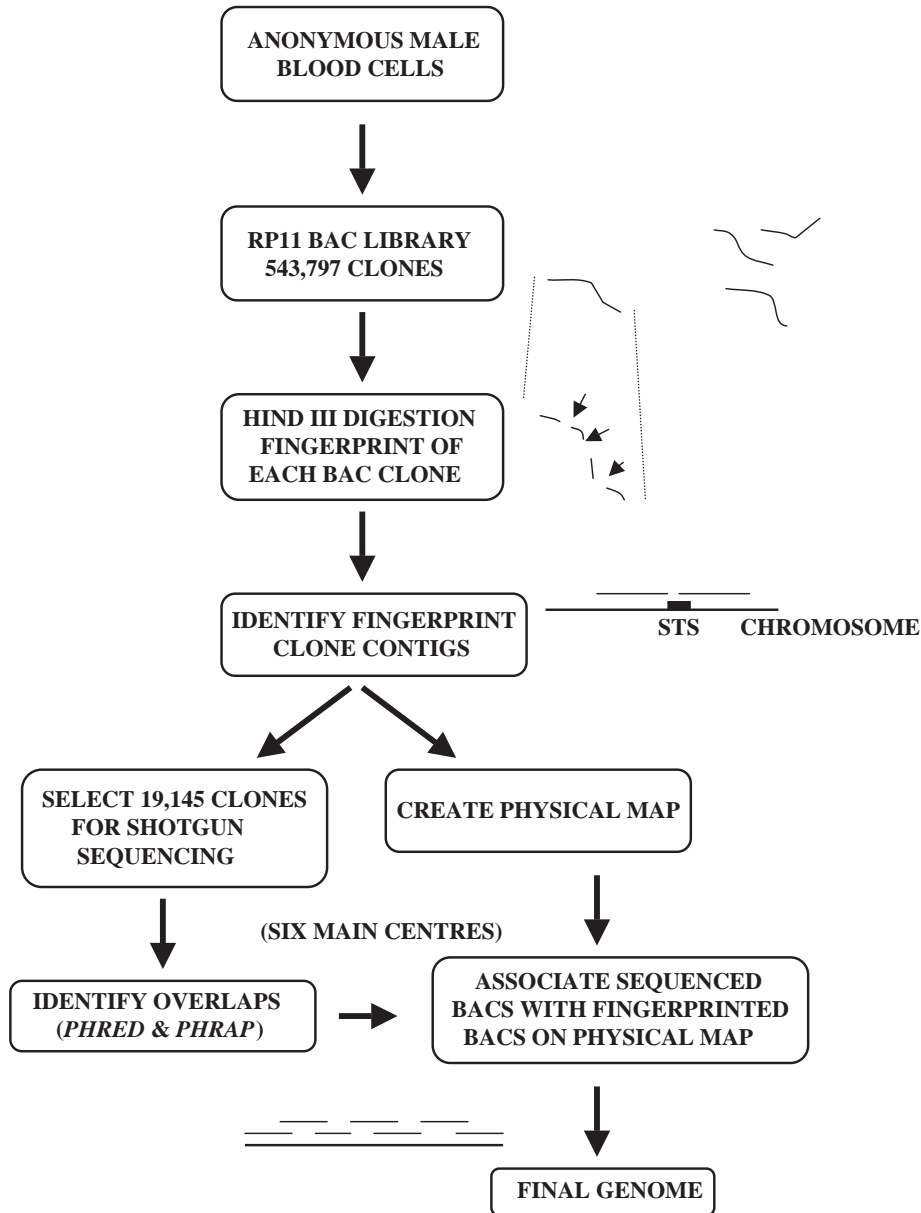 ANONYMOUS MALE
BLOOD CELLS
RP11 BAC LIBRARY
543,797 CLONES
HIND III DIGESTION
FINGERPRINT OF
EACH BAC CLONE
IDENTIFY FINGERPRINT
CLONE CONTIGS
STS CHROMOSOME
SELECT 19,145 CLONES
FOR SHOTGUN
SEQUENCING
CREATE PHYSICAL MAP
(SIX MAIN CENTRES)
IDENTIFY OVERLAPS
(PHRED & PHRAP)
ASSOCIATE SEQUENCED
BACS WITH FINGERPRINTED
BACS ON PHYSICAL MAP
FINAL GENOME